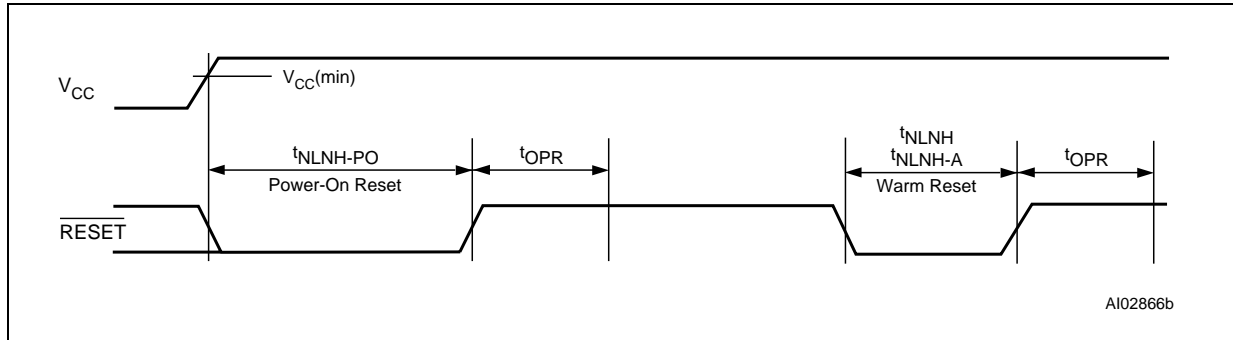 VCC
VCC(min)
tNLNH-PO
Power-On Reset
tOPR
tNLNH
tNLNH-A
Warm Reset
tOPR
RESET
AI02866b